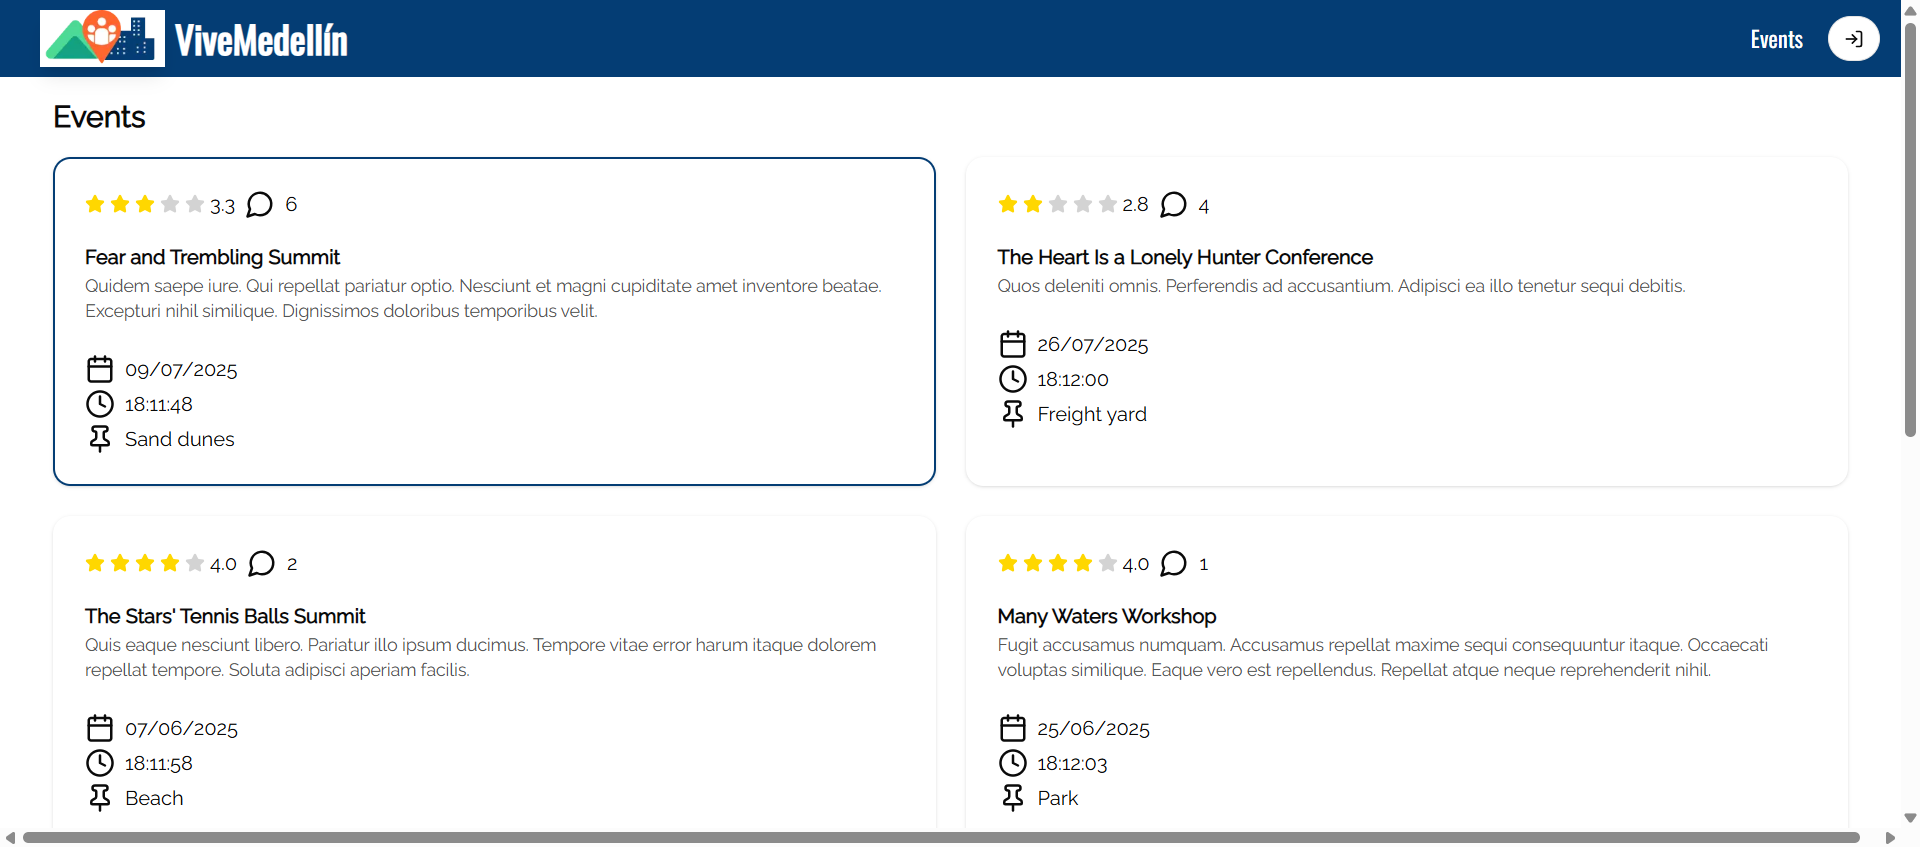 ViveMedellín
Events
Events
3.3 6
Fear and Trembling Summit
Quidem saepe iure. Qui repellat pariatur optio. Nesciunt et magni cupiditate amet inventore beatae.
Excepturi nihil similique. Dignissimos doloribus temporibus velit.
09/07/2025
18:11:48
Sand dunes
2.8 4
The Heart Is a Lonely Hunter Conference
Quos deleniti omnis. Perferendis ad accusantium. Adipisci ea illo tenetur sequi debitis.
26/07/2025
18:12:00
Freight yard
4.0 2
The Stars' Tennis Balls Summit
Quis eaque nesciunt libero. Pariatur illo ipsum ducimus. Tempore vitae error harum itaque dolorem
repellat tempore. Soluta adipisci aperiam facilis.
07/06/2025
18:11:58
Beach
4.0 1
Many Waters Workshop
Fugit accusamus numquam. Accusamus repellat maxime sequi consequuntur itaque. Occaecati
voluptas similique. Eaque vero est repellendus. Repellat atque neque reprehenderit nihil.
25/06/2025
18:12:03
Park